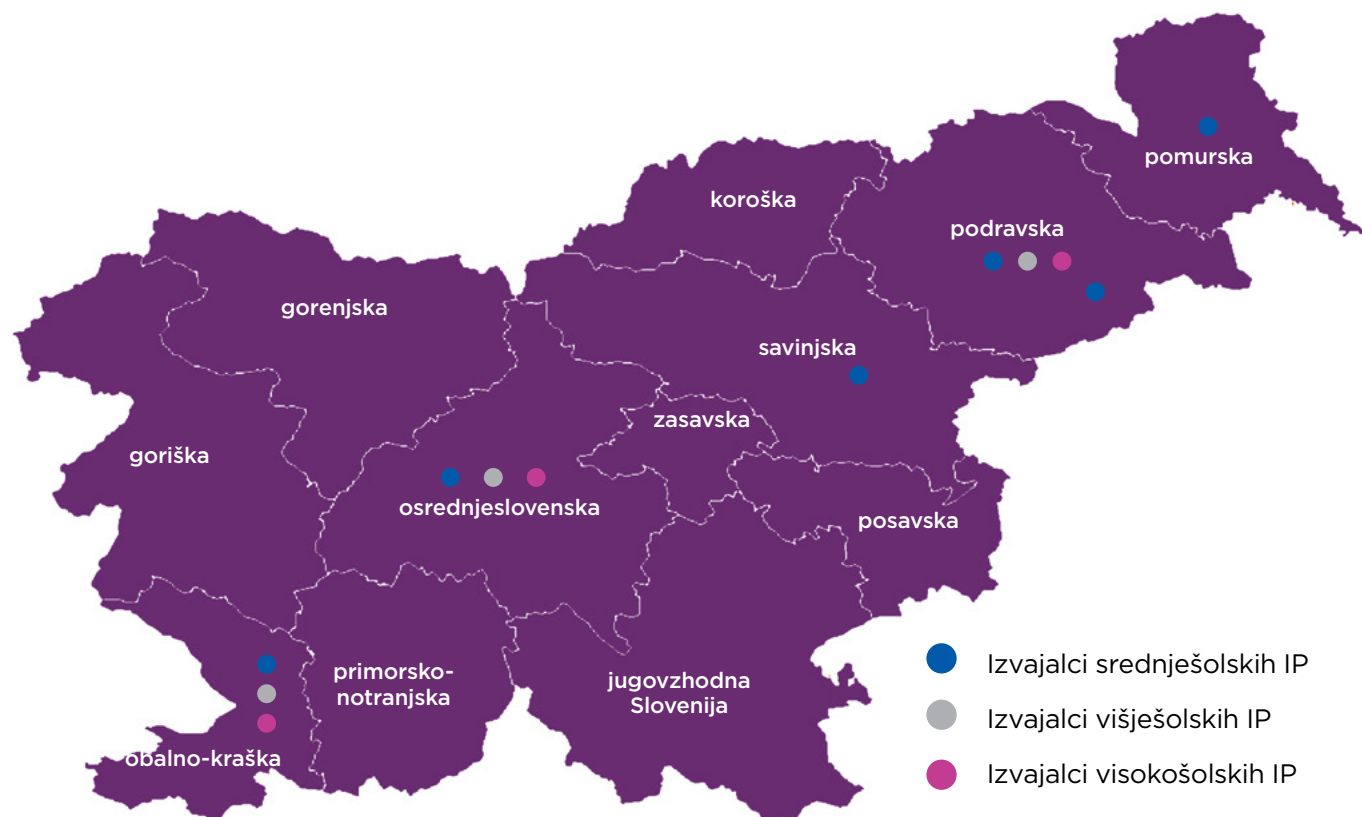 pomurska
koroška
podravska
gorenjska
savinjska
zasavska
goriška
osrednjeslovenska
posavska
primorsko-
notranjska
jugovzhodna
Slovenija
obalno-kraška
Izvajalci srednješolskih IP
Izvajalci višješolskih IP
Izvajalci visokošolskih IP